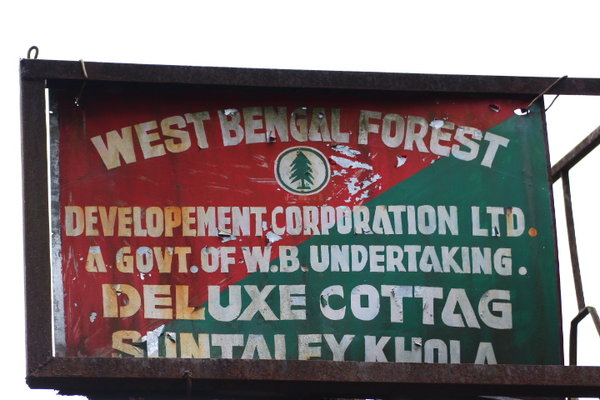 WEST BENGAL FOREST
DEVELOPEMENT CORPORATION LTD.
A GOVT. OF W.B. UNDERTAKING.
DELUXE COTTAG
SUNTALEY KHOLA